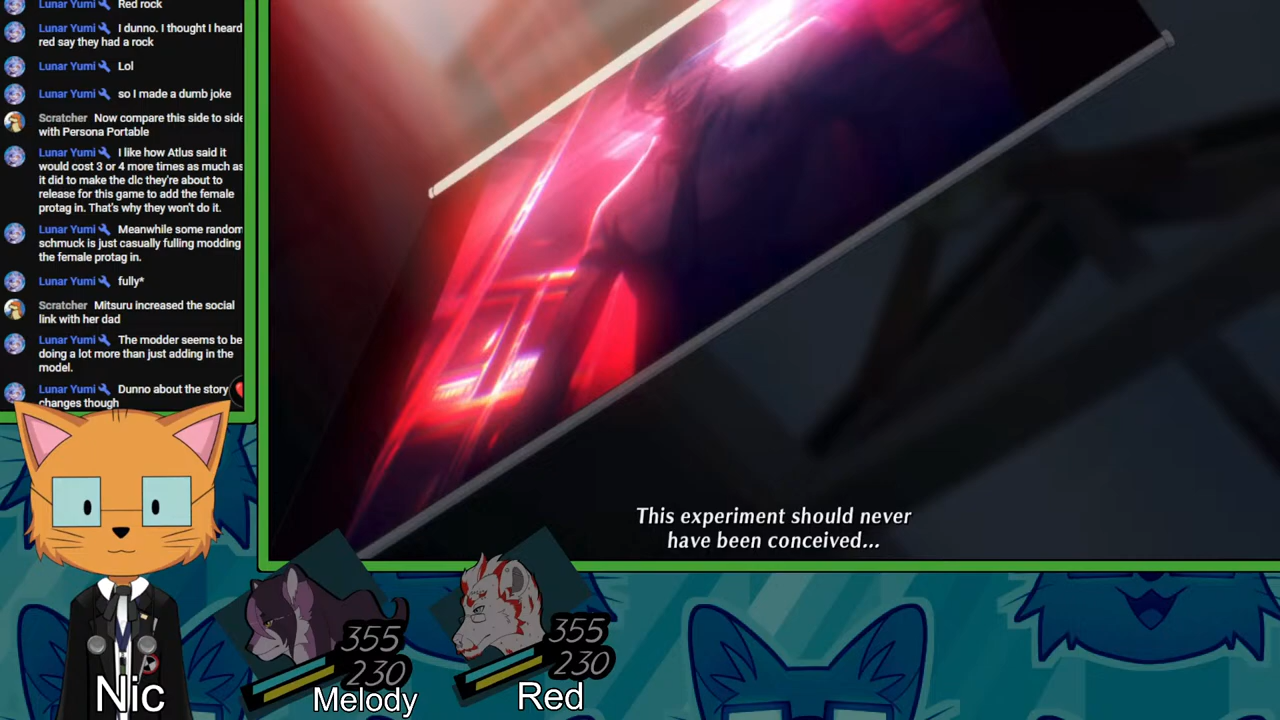 Lunar Yumi Red rock
Lunar Yumi I dunno. I thought I heard
red say they had a rock
Lunar Yumi Lol
Lunar Yumi so I made a dumb joke
Scratcher Now compare this side to side
with Persona Portable
Lunar Yumi I like how Atlus said it
would cost 3 or 4 more times as much as
it did to make the dlc they're about to
release for this game to add the female
protag in. That's why they won't do it.
Lunar Yumi Meanwhile some random
schmuck is just casually fulling modding
the female protag in.
Lunar Yumi fully*
Scratcher Mitsuru increased the social
link with her dad
Lunar Yumi The modder seems to be
doing a lot more than just adding in the
model.
Lunar Yumi Dunno about the story
changes though
This experiment should never
have been conceived...
355
230
355
230
Nic
Melody
Red